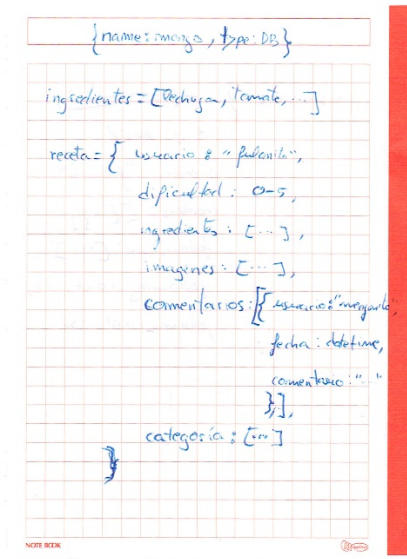 {name: mongo, type: DB}
ingredientes = [lechuga, tomate, ...]
receta = { usuario : "fulanito",
dificultad : 0-5,
ingredientes : [...],
imagenes : [...],
comentarios : [{ usuario : "menganito",
fecha : datetime,
comentario : "..."
},],
categoría : [...]
}
NOTE BOOK